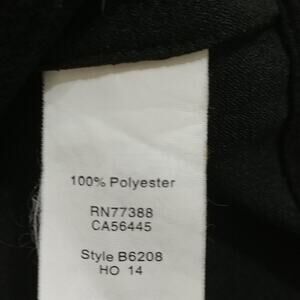 100% Polyester
RN77388
CA56445
Style B6208
HO 14